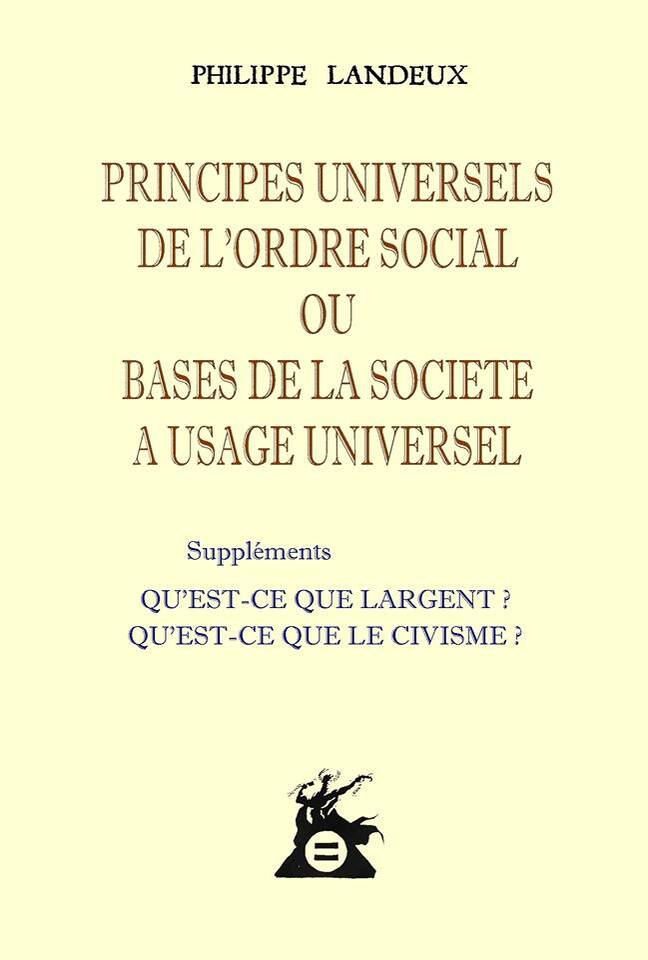 PHILIPPE LANDEUX
PRINCIPES UNIVERSELS
DE L'ORDRE SOCIAL
OU
BASES DE LA SOCIETE
A USAGE UNIVERSEL
Suppléments
QU'EST-CE QUE LARGENT ?
QU'EST-CE QUE LE CIVISME ?